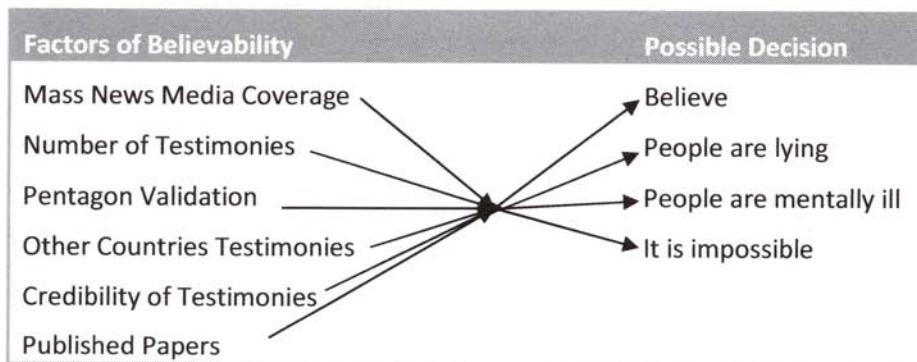 Factors of Believability Possible Decision
Mass News Media Coverage Believe
Number of Testimonies People are lying
Pentagon Validation People are mentally ill
Other Countries Testimonies It is impossible
Credibility of Testimonies
Published Papers